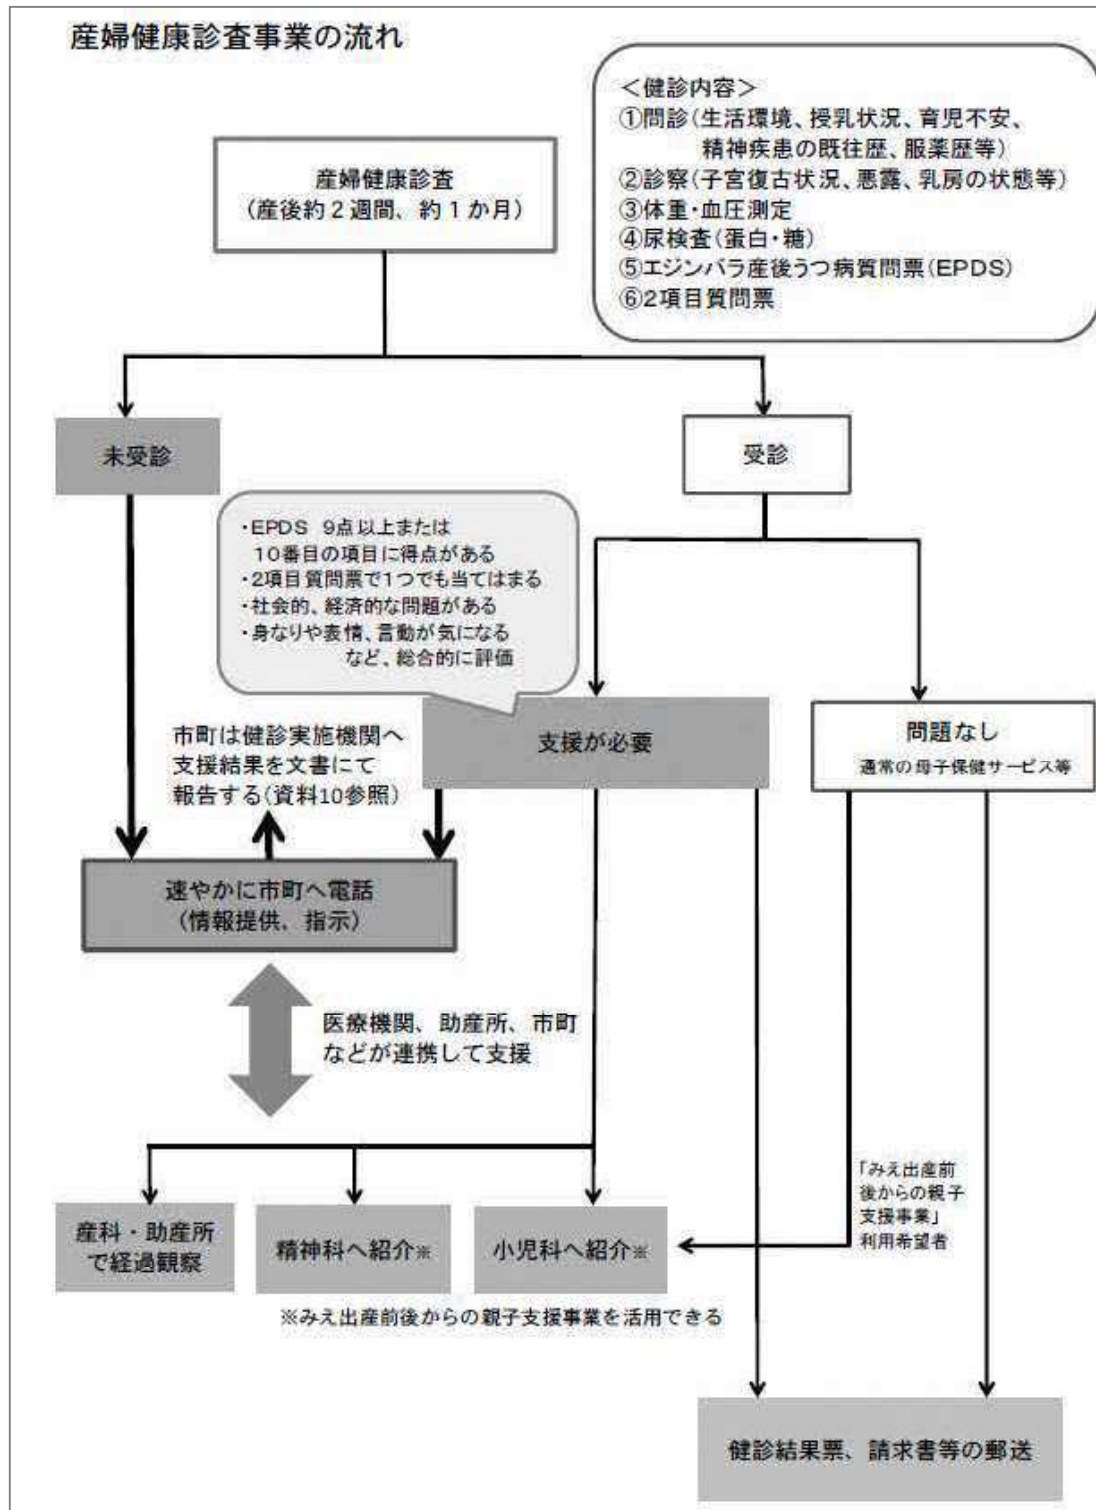 産婦健康診査事業の流れ
＜健診内容＞
①問診（生活環境、授乳状況、育児不安、
精神疾患の既往歴、服薬歴等）
②診察（子宮復古状況、悪露、乳房の状態等）
③体重・血圧測定
④尿検査（蛋白・糖）
⑤エジンバラ産後うつ病質問票（EPDS）
⑥２項目質問票
産婦健康診査
（産後約２週間、約１か月）
未受診
受診
・EPDS　9点以上または
10番目の項目に得点がある
・2項目質問票で1つでも当てはまる
・社会的、経済的な問題がある
・身なりや表情、言動が気になる
など、総合的に評価
支援が必要
問題なし
通常の母子保健サービス等
市町は健診実施機関へ
支援結果を文書にて
報告する（資料10参照）
速やかに市町へ電話
（情報提供、指示）
医療機関、助産所、市町
などが連携して支援
「みえ出産前
後からの親子
支援事業」
利用希望者
産科・助産所
で経過観察
精神科へ紹介※
小児科へ紹介※
※みえ出産前後からの親子支援事業を活用できる
健診結果票、請求書等の郵送